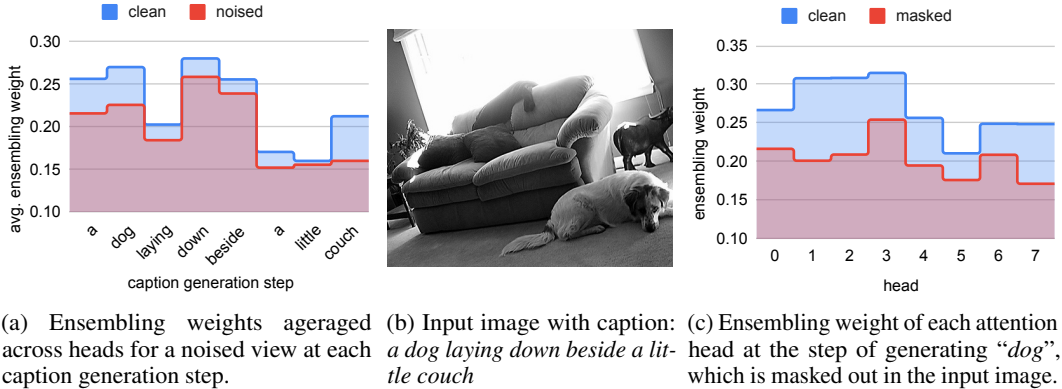 clean noised
0.30
0.25
0.20
0.15
0.10
avg. ensembling weight
a dog laying down beside a little couch
caption generation step
clean masked
0.35
0.30
0.25
0.20
0.15
0.10
ensembling weight
0 1 2 3 4 5 6 7
head
(a) Ensembling weights ageraged
across heads for a noised view at each
caption generation step.
(b) Input image with caption:
a dog laying down beside a lit-
tle couch
(c) Ensembling weight of each attention
head at the step of generating “dog”,
which is masked out in the input image.